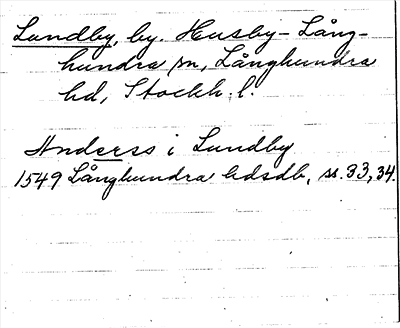 Lundby, by. Husby-Lång-
hundra sn, Långhundra
hd, Stockh. l.
Anderss i Lundby
1549 Långhundra hdsdb, ss. 33, 34.